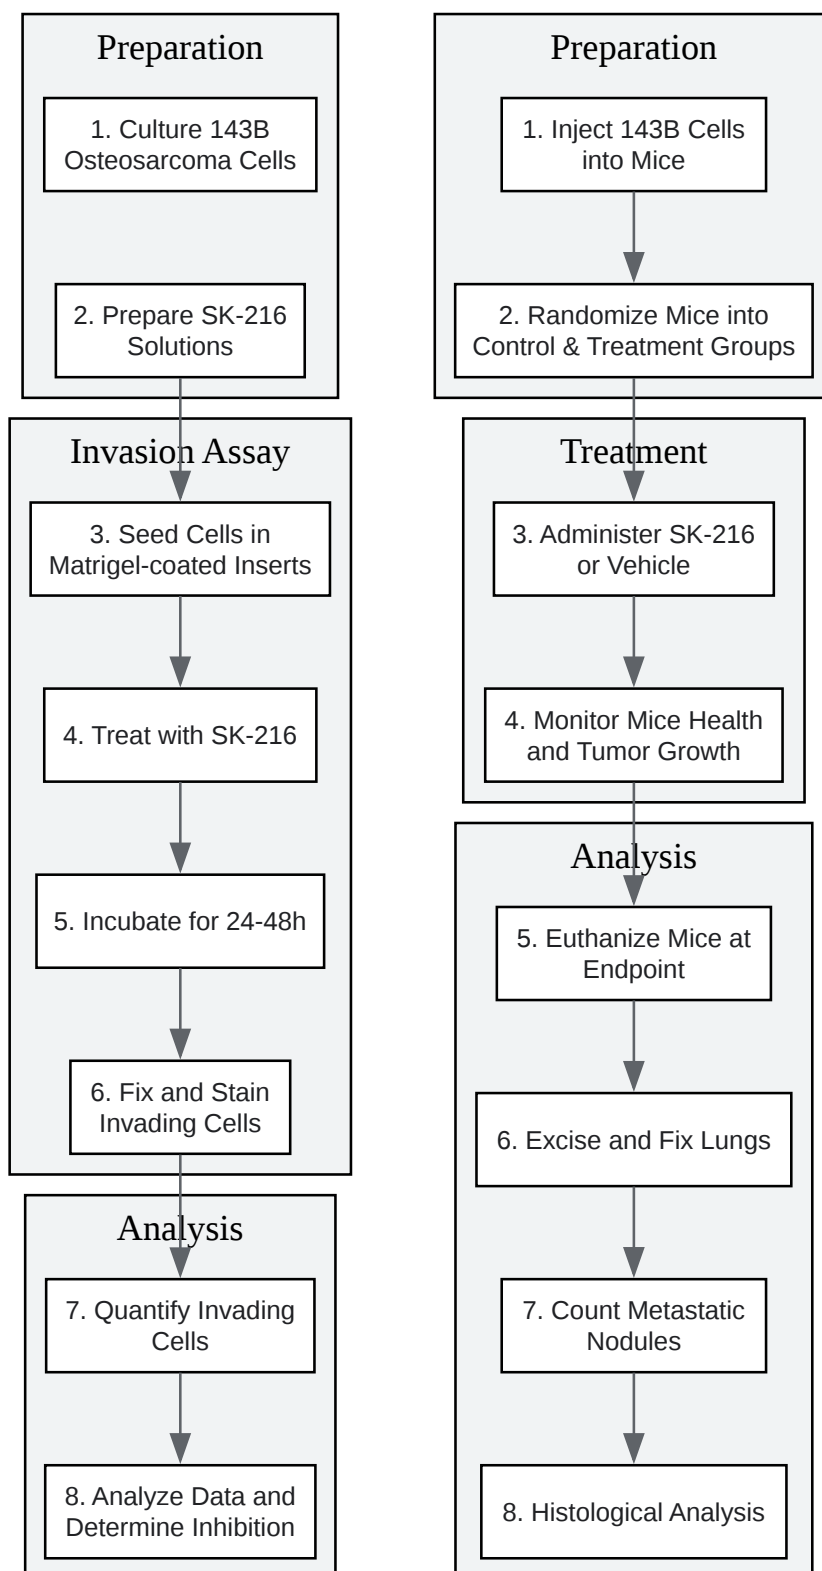 Preparation
1. Culture 143B
Osteosarcoma Cells
2. Prepare SK-216
Solutions
Invasion Assay
3. Seed Cells in
Matrigel-coated Inserts
4. Treat with SK-216
5. Incubate for 24-48h
6. Fix and Stain
Invading Cells
Analysis
7. Quantify Invading
Cells
8. Analyze Data and
Determine Inhibition
Preparation
1. Inject 143B Cells
into Mice
2. Randomize Mice into
Control & Treatment Groups
Treatment
3. Administer SK-216
or Vehicle
4. Monitor Mice Health
and Tumor Growth
Analysis
5. Euthanize Mice at
Endpoint
6. Excise and Fix Lungs
7. Count Metastatic
Nodules
8. Histological Analysis